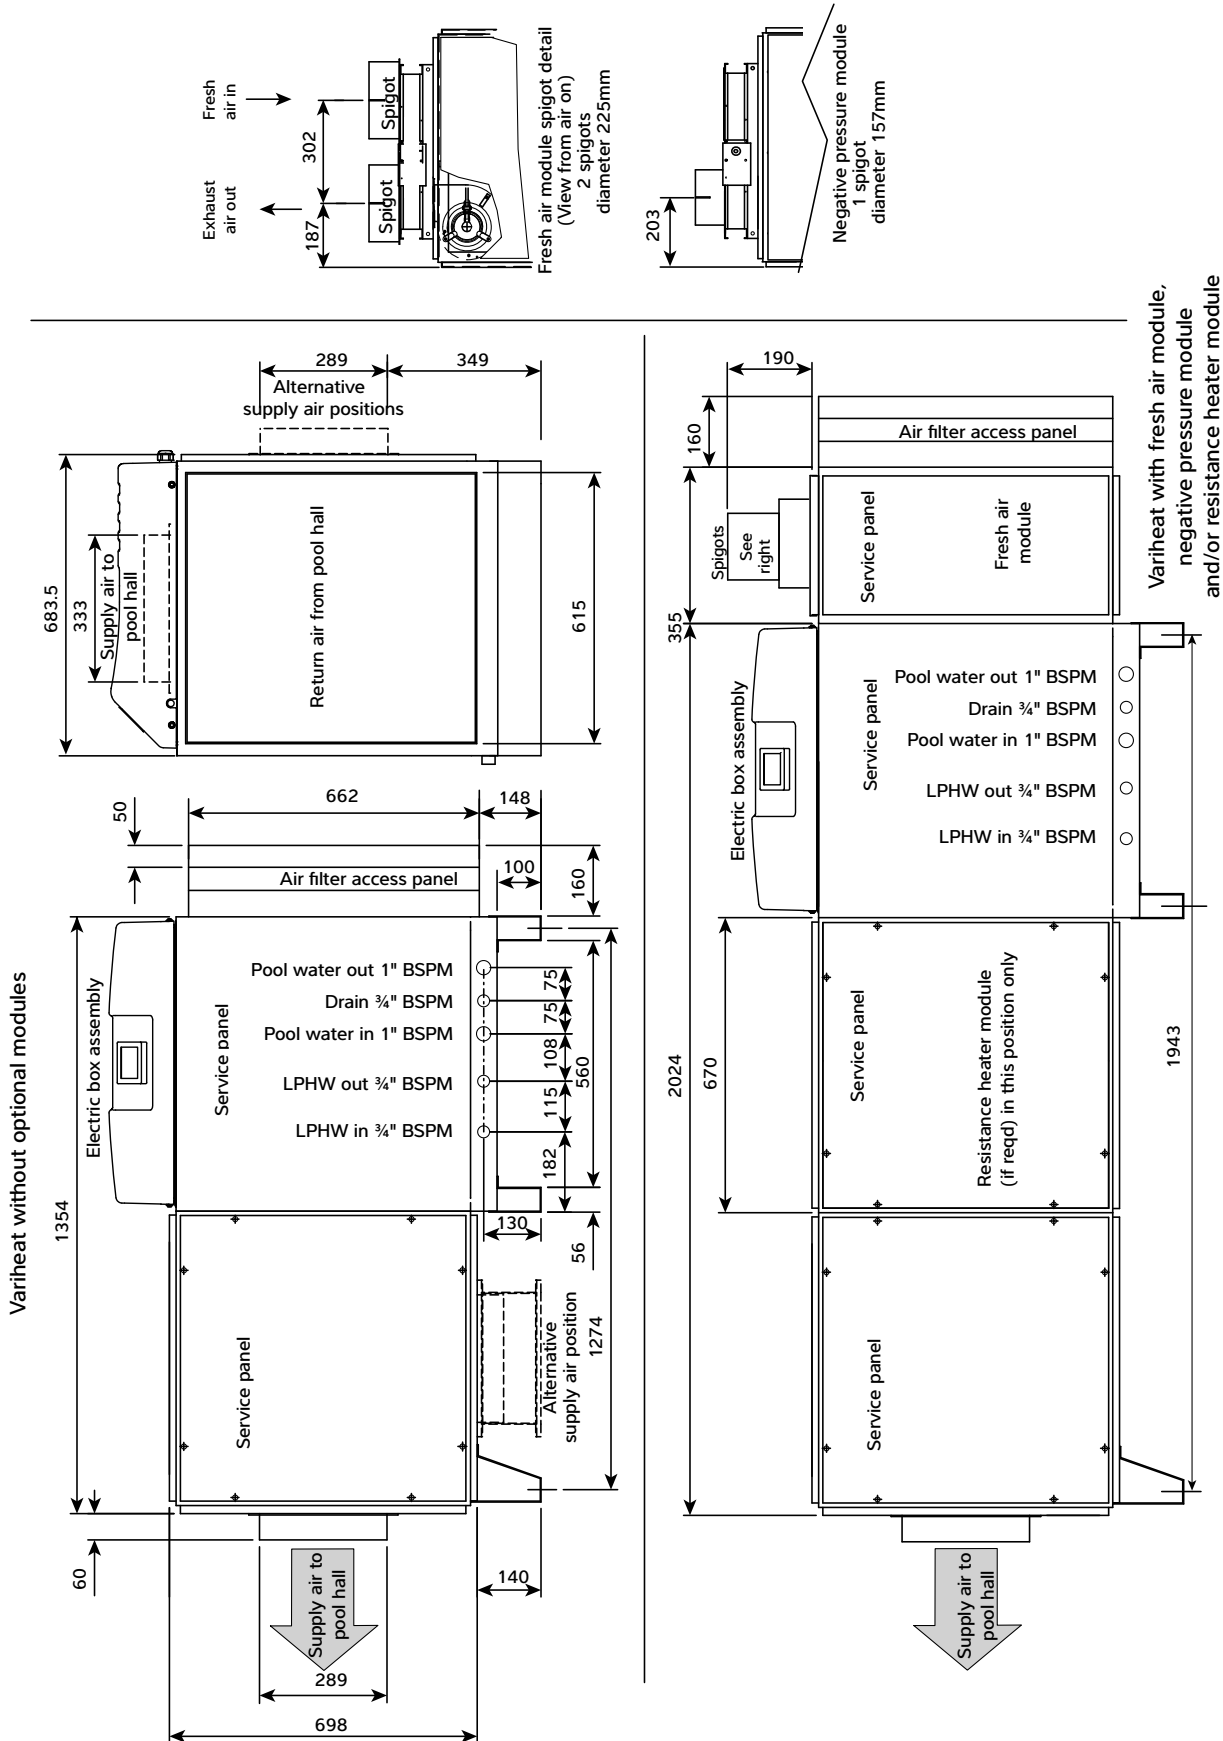 Variheat without optional modules
1354
60
Electric box assembly
Service panel
Service panel
50
662
148
100
160
Air filter access panel
Pool water out 1" BSPM
Drain ¾" BSPM
Pool water in 1" BSPM
LPHW out ¾" BSPM
LPHW in ¾" BSPM
75
75
108
115
182
560
130
56
1274
Alternative
supply air position
140
Supply air to
pool hall
289
698
683.5
333
Supply air to
pool hall
Return air from pool hall
289
349
Alternative
supply air positions
615
Fresh
air in
Exhaust
air out
302
187
Spigot
Spigot
Fresh air module spigot detail
(View from air on)
2 spigots
diameter 225mm
203
Negative pressure module
1 spigot
diameter 157mm
Variheat with fresh air module,
negative pressure module
and/or resistance heater module
190
160
355
Air filter access panel
Spigots
See
right
Service panel
Fresh air
module
Electric box assembly
Service panel
Pool water out 1" BSPM
Drain ¾" BSPM
Pool water in 1" BSPM
LPHW out ¾" BSPM
LPHW in ¾" BSPM
2024
670
1943
Service panel
Resistance heater module
(if reqd) in this position only
Service panel
Supply air to
pool hall